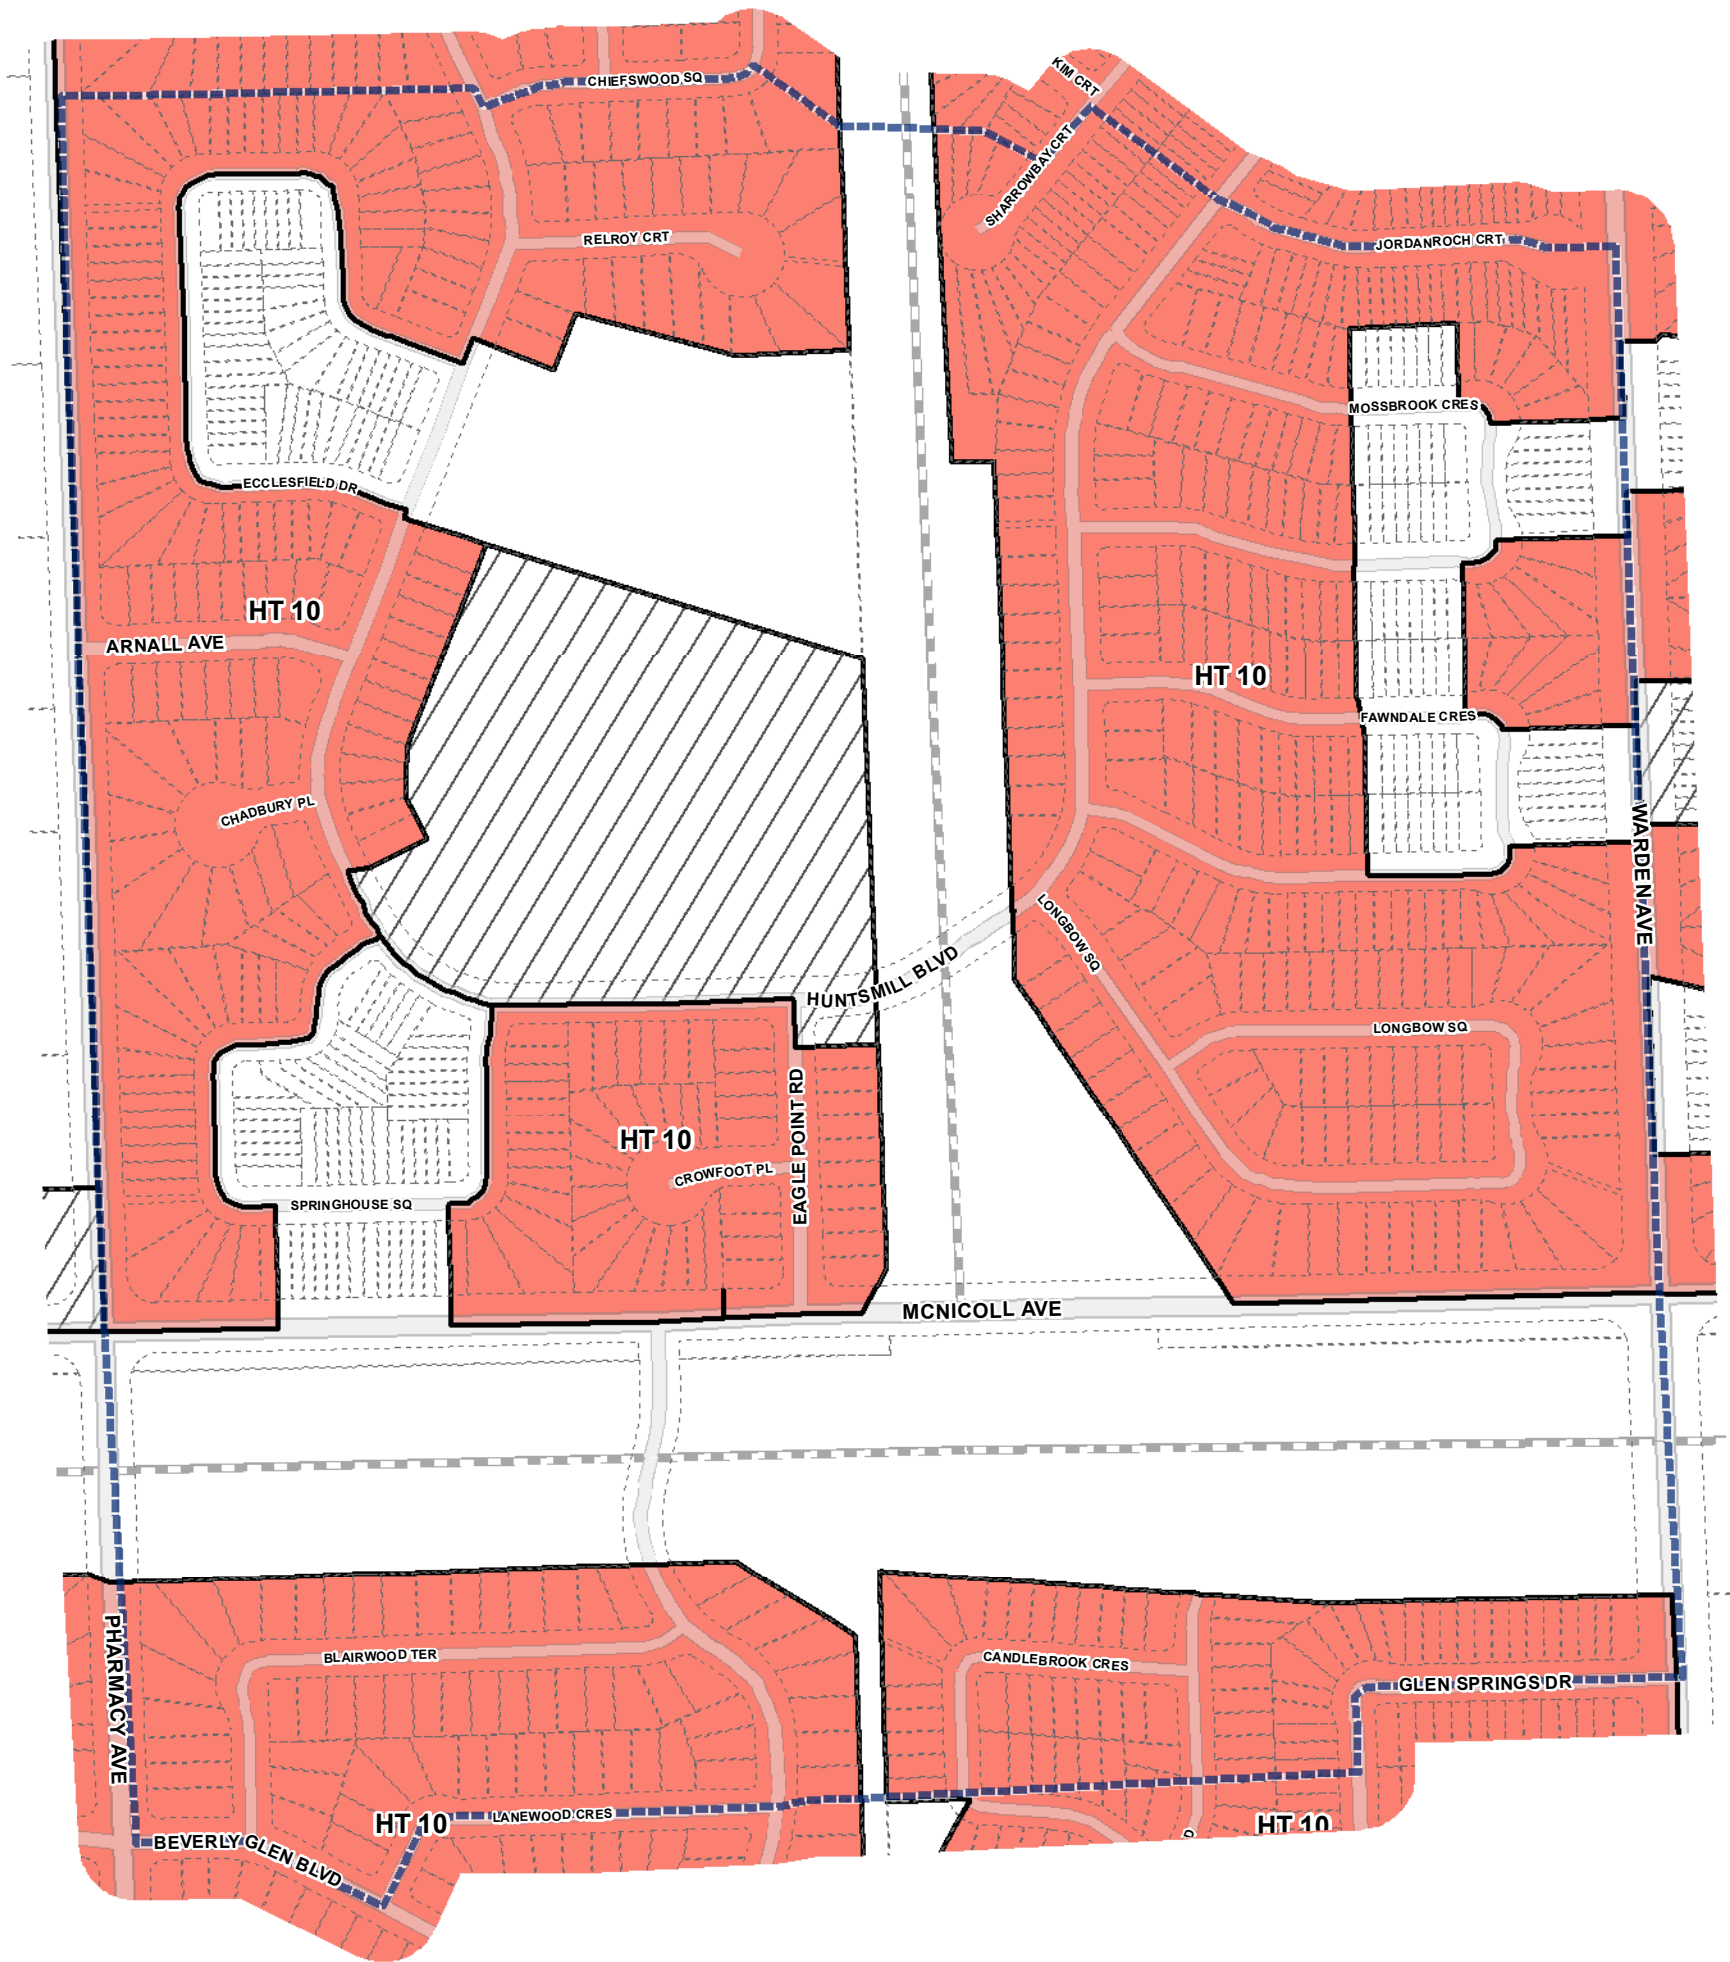 KIM CRT
CHIEFSWOOD SQ
SHARROWBAY CRT
RELROY CRT
JORDANROCH CRT
MOSSBROOK CRES
ECCLESFIELD DR
HT 10
ARNALL AVE
HT 10
FAWNDALE CRES
CHADBURY PL
WARDEN AVE
LONGBOW SQ
HUNTSMILL BLVD
LONGBOW SQ
EAGLE POINT RD
HT 10
CROWFOOT PL
SPRINGHOUSE SQ
MCNICOLL AVE
PHARMACY AVE
BLAIRWOOD TER
CANDLEBROOK CRES
GLEN SPRINGS DR
LANEWOOD CRES
HT 10
HT 10
D
BEVERLY GLEN BLVD